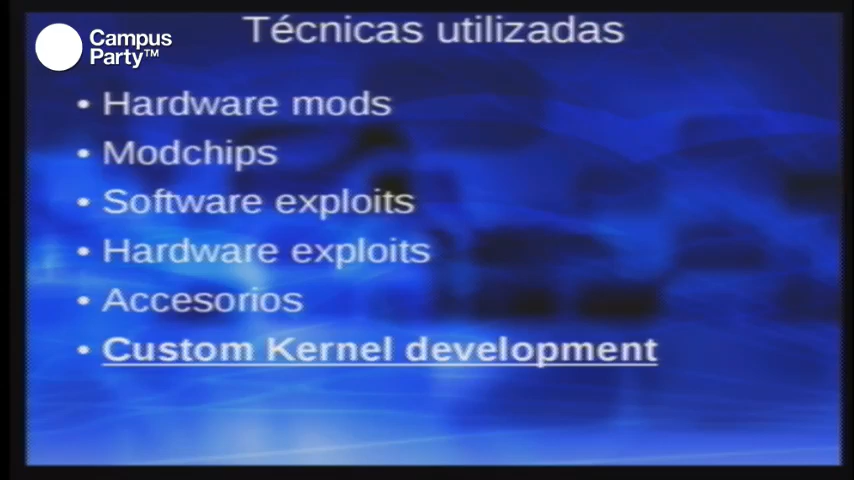 Técnicas utilizadas
Campus
Party™
• Hardware mods
• Modchips
• Software exploits
• Hardware exploits
• Accesorios
• Custom Kernel development